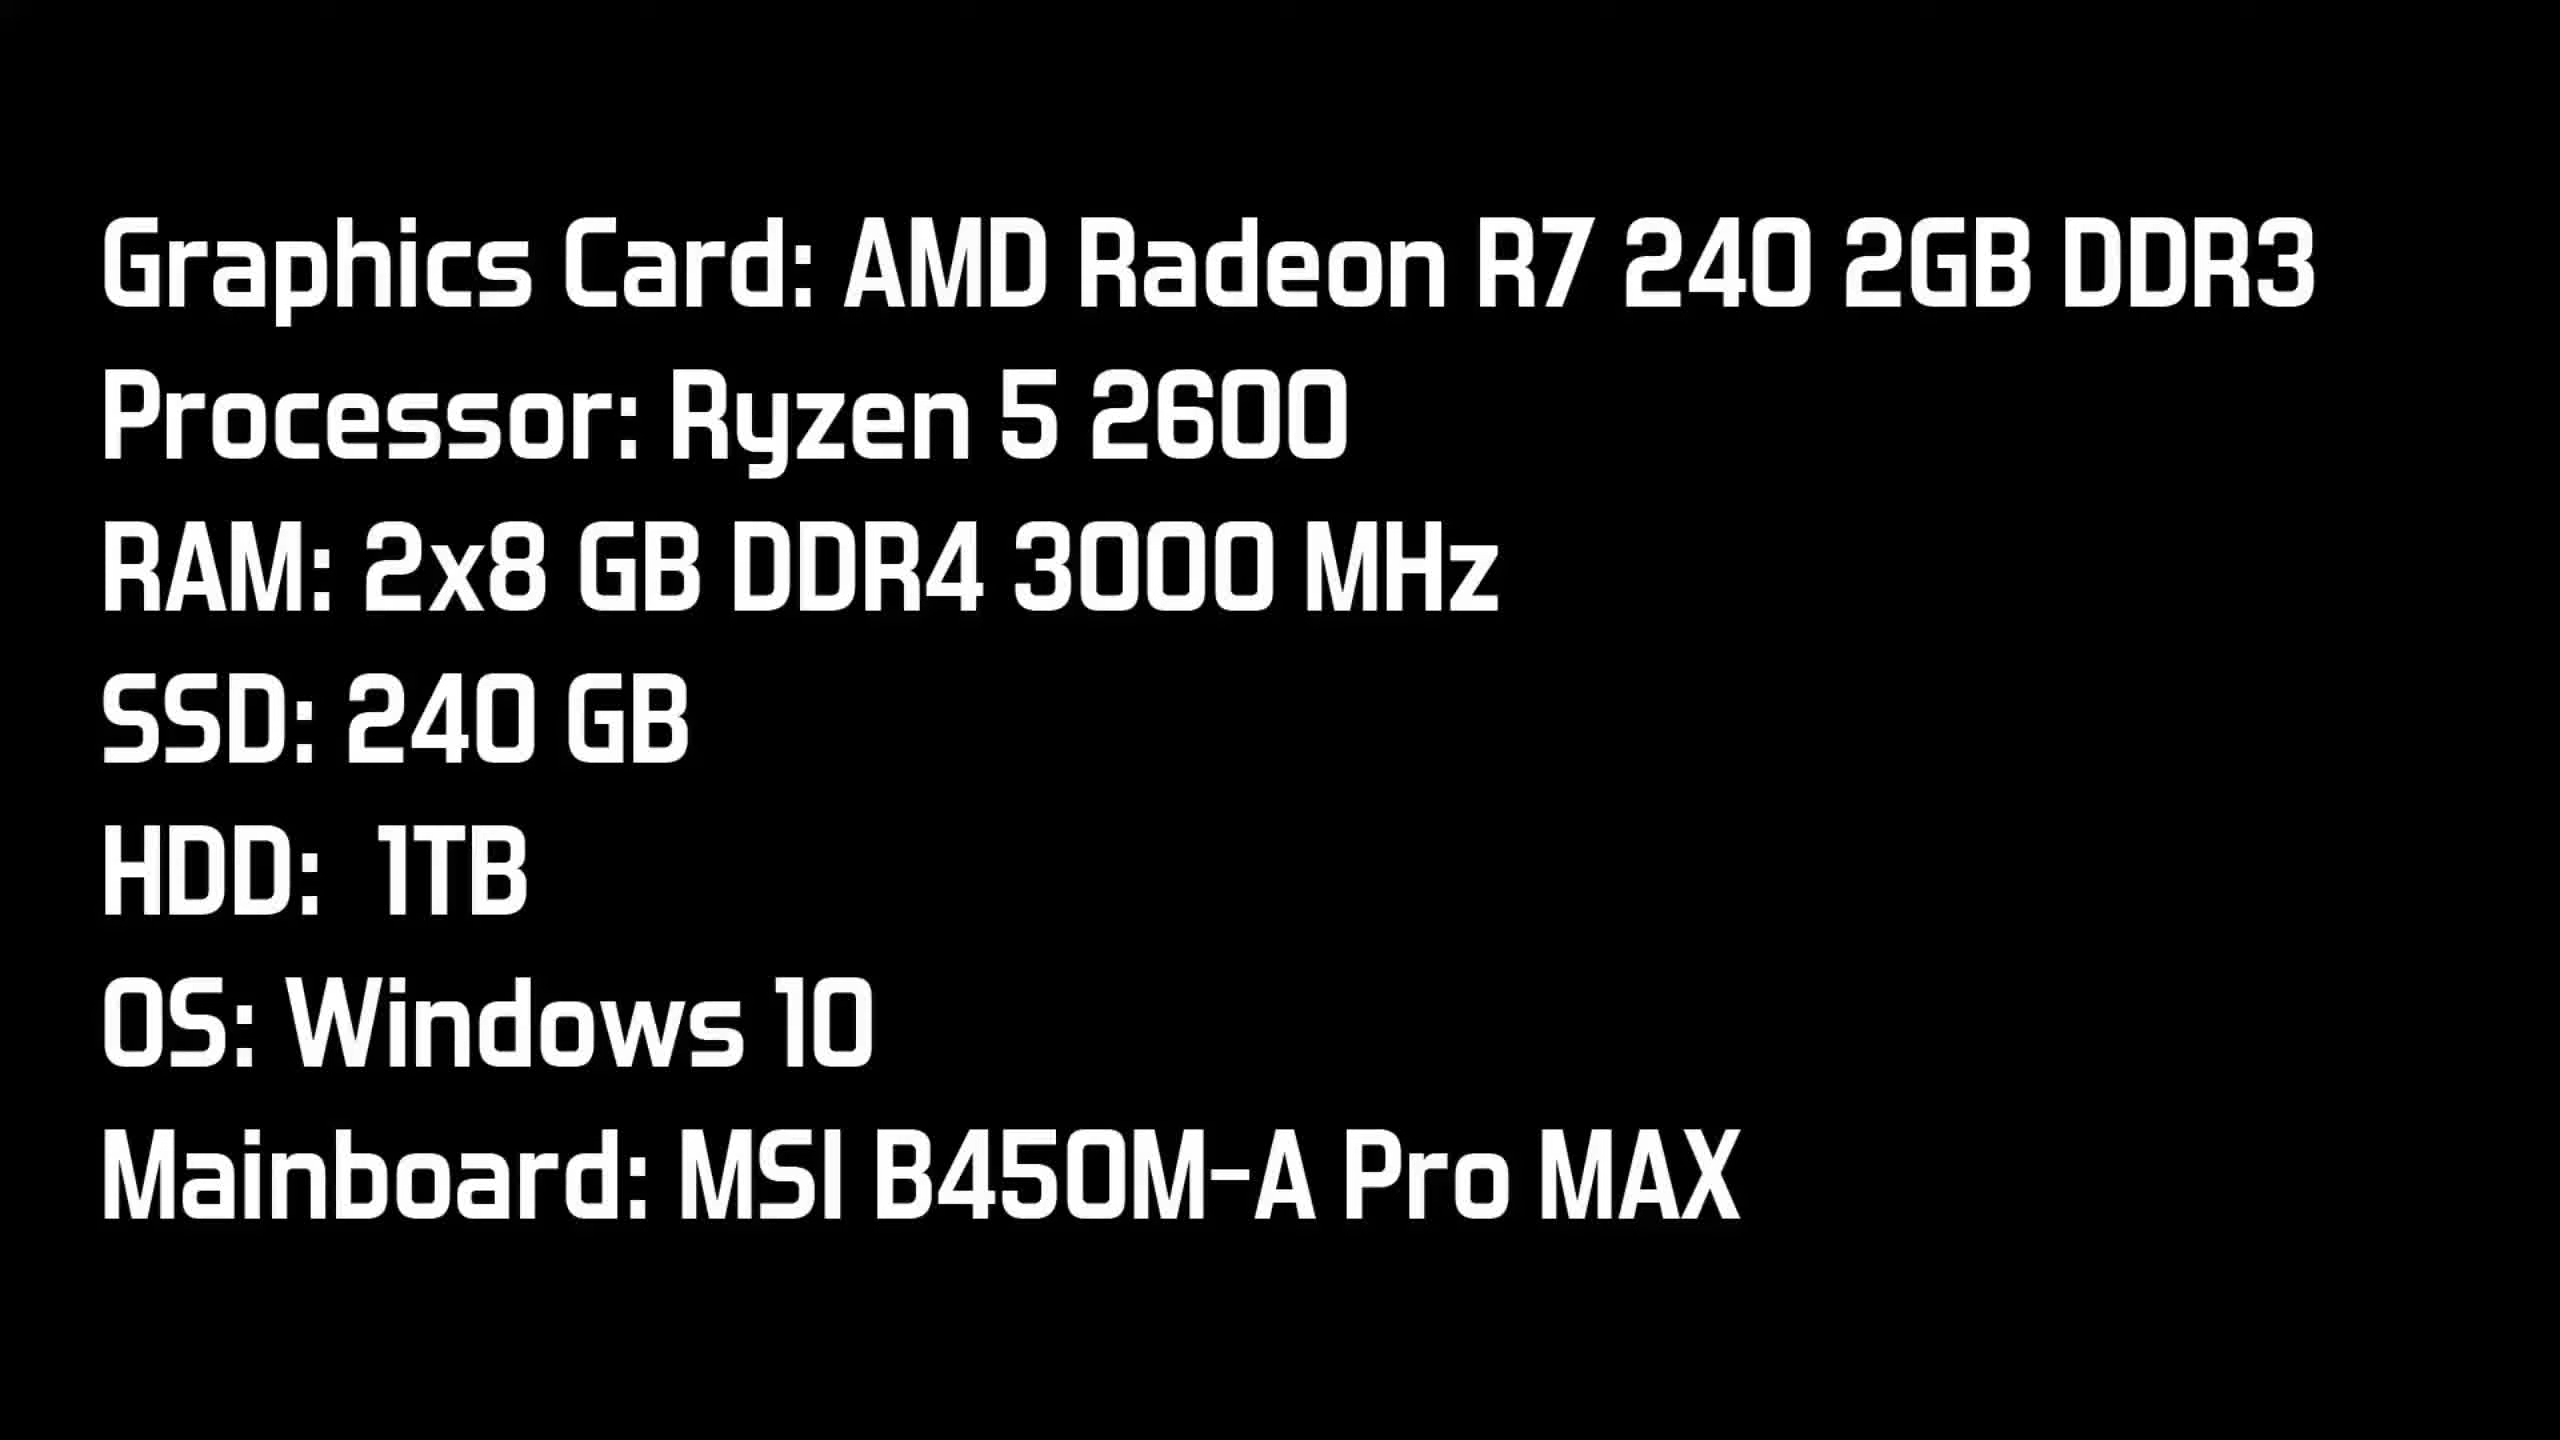 Graphics Card: AMD Radeon R7 240 2GB DDR3
Processor: Ryzen 5 2600
RAM: 2x8 GB DDR4 3000 MHz
SSD: 240 GB
HDD:  1TB
OS: Windows 10
Mainboard: MSI B450M-A Pro MAX